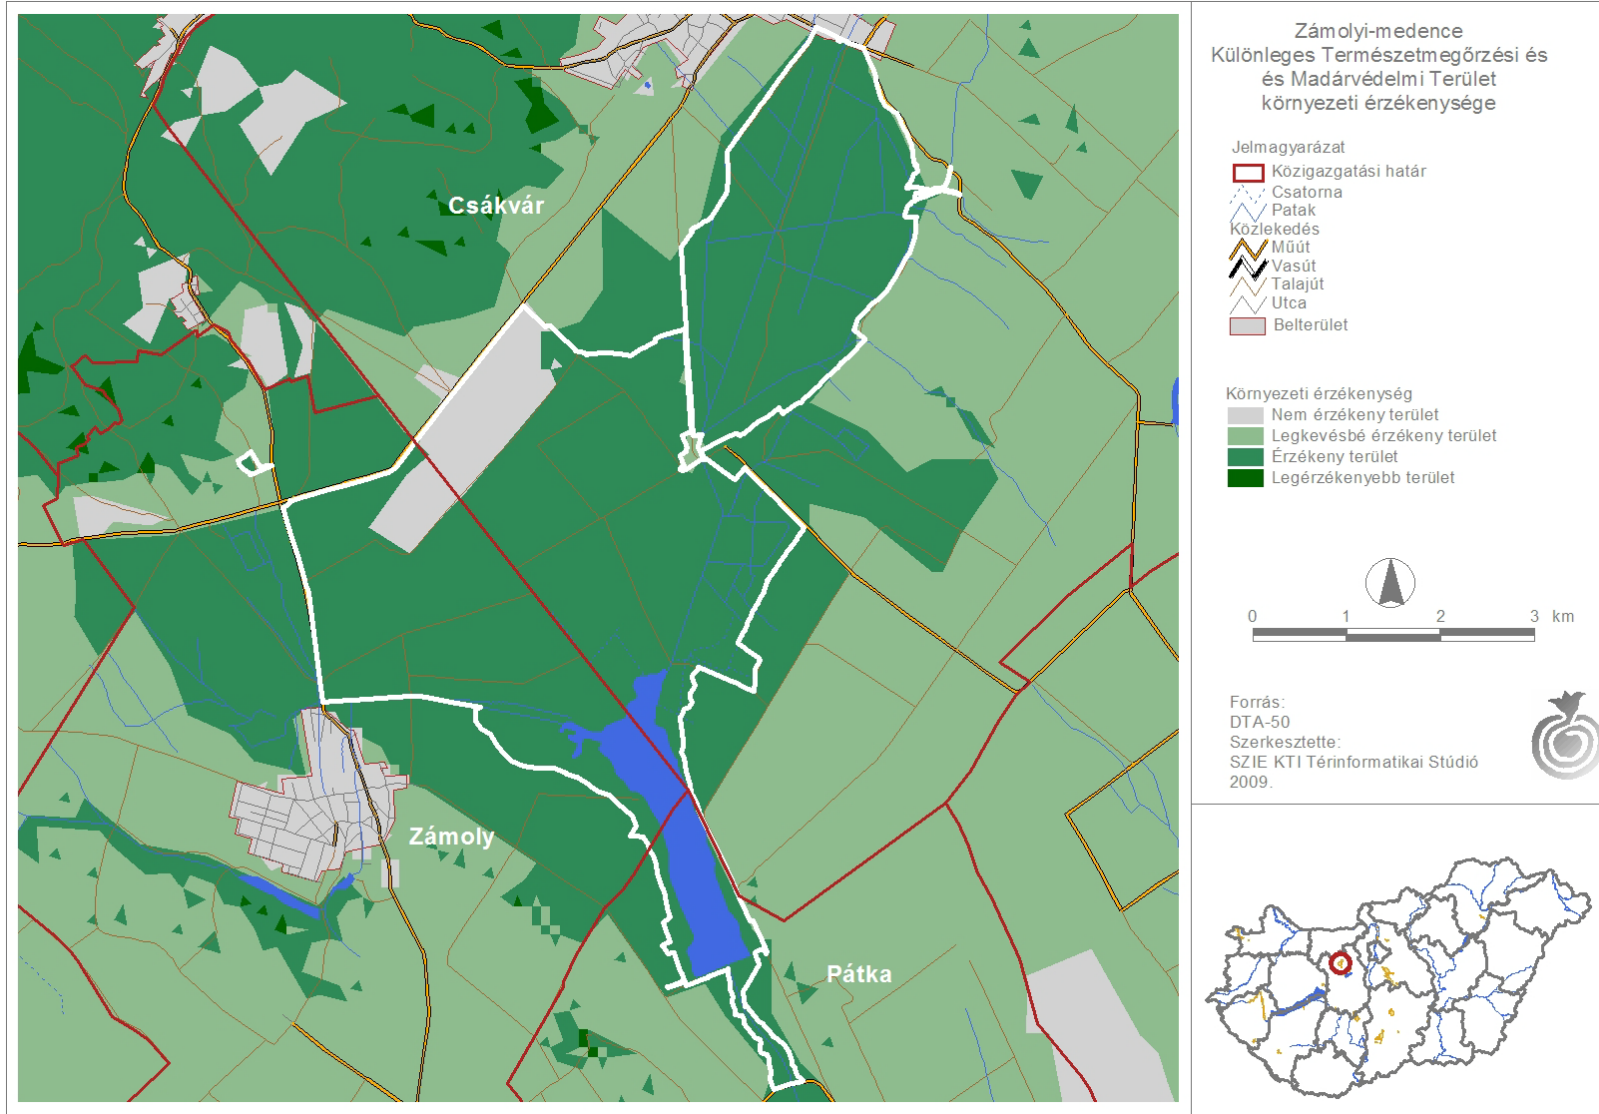 Zámolyi-medence
Különleges Természetmegőrzési és
és Madárvédelmi Terület
környezeti érzékenysége
Jelmagyarázat
Közigazgatási határ
Csatorna
Patak
Közlekedés
Műút
Vasút
Talajút
Utca
Belterület
Környezeti érzékenység
Nem érzékeny terület
Legkevésbé érzékeny terület
Érzékeny terület
Legérzékenyebb terület
0 1 2 3 km
Forrás:
DTA-50
Szerkesztette:
SZIE KTI Térinformatikai Stúdió
2009.
Csákvár
Zámoly
Pátka